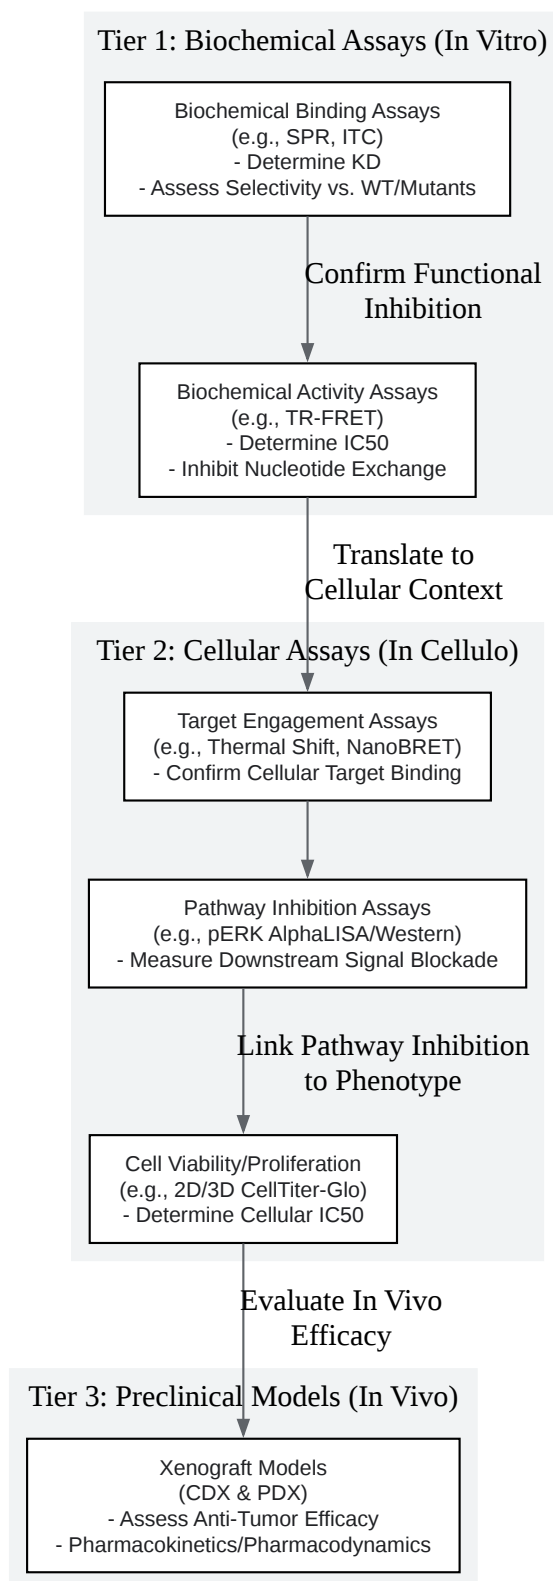 Tier 1: Biochemical Assays (In Vitro)
Biochemical Binding Assays
(e.g., SPR, ITC)
- Determine KD
- Assess Selectivity vs. WT/Mutants
Confirm Functional
Inhibition
Biochemical Activity Assays
(e.g., TR-FRET)
- Determine IC50
- Inhibit Nucleotide Exchange
Translate to
Cellular Context
Tier 2: Cellular Assays (In Cellulo)
Target Engagement Assays
(e.g., Thermal Shift, NanoBRET)
- Confirm Cellular Target Binding
Pathway Inhibition Assays
(e.g., pERK AlphaLISA/Western)
- Measure Downstream Signal Blockade
Link Pathway Inhibition
to Phenotype
Cell Viability/Proliferation
(e.g., 2D/3D CellTiter-Glo)
- Determine Cellular IC50
Evaluate In Vivo
Efficacy
Tier 3: Preclinical Models (In Vivo)
Xenograft Models
(CDX & PDX)
- Assess Anti-Tumor Efficacy
- Pharmacokinetics/Pharmacodynamics